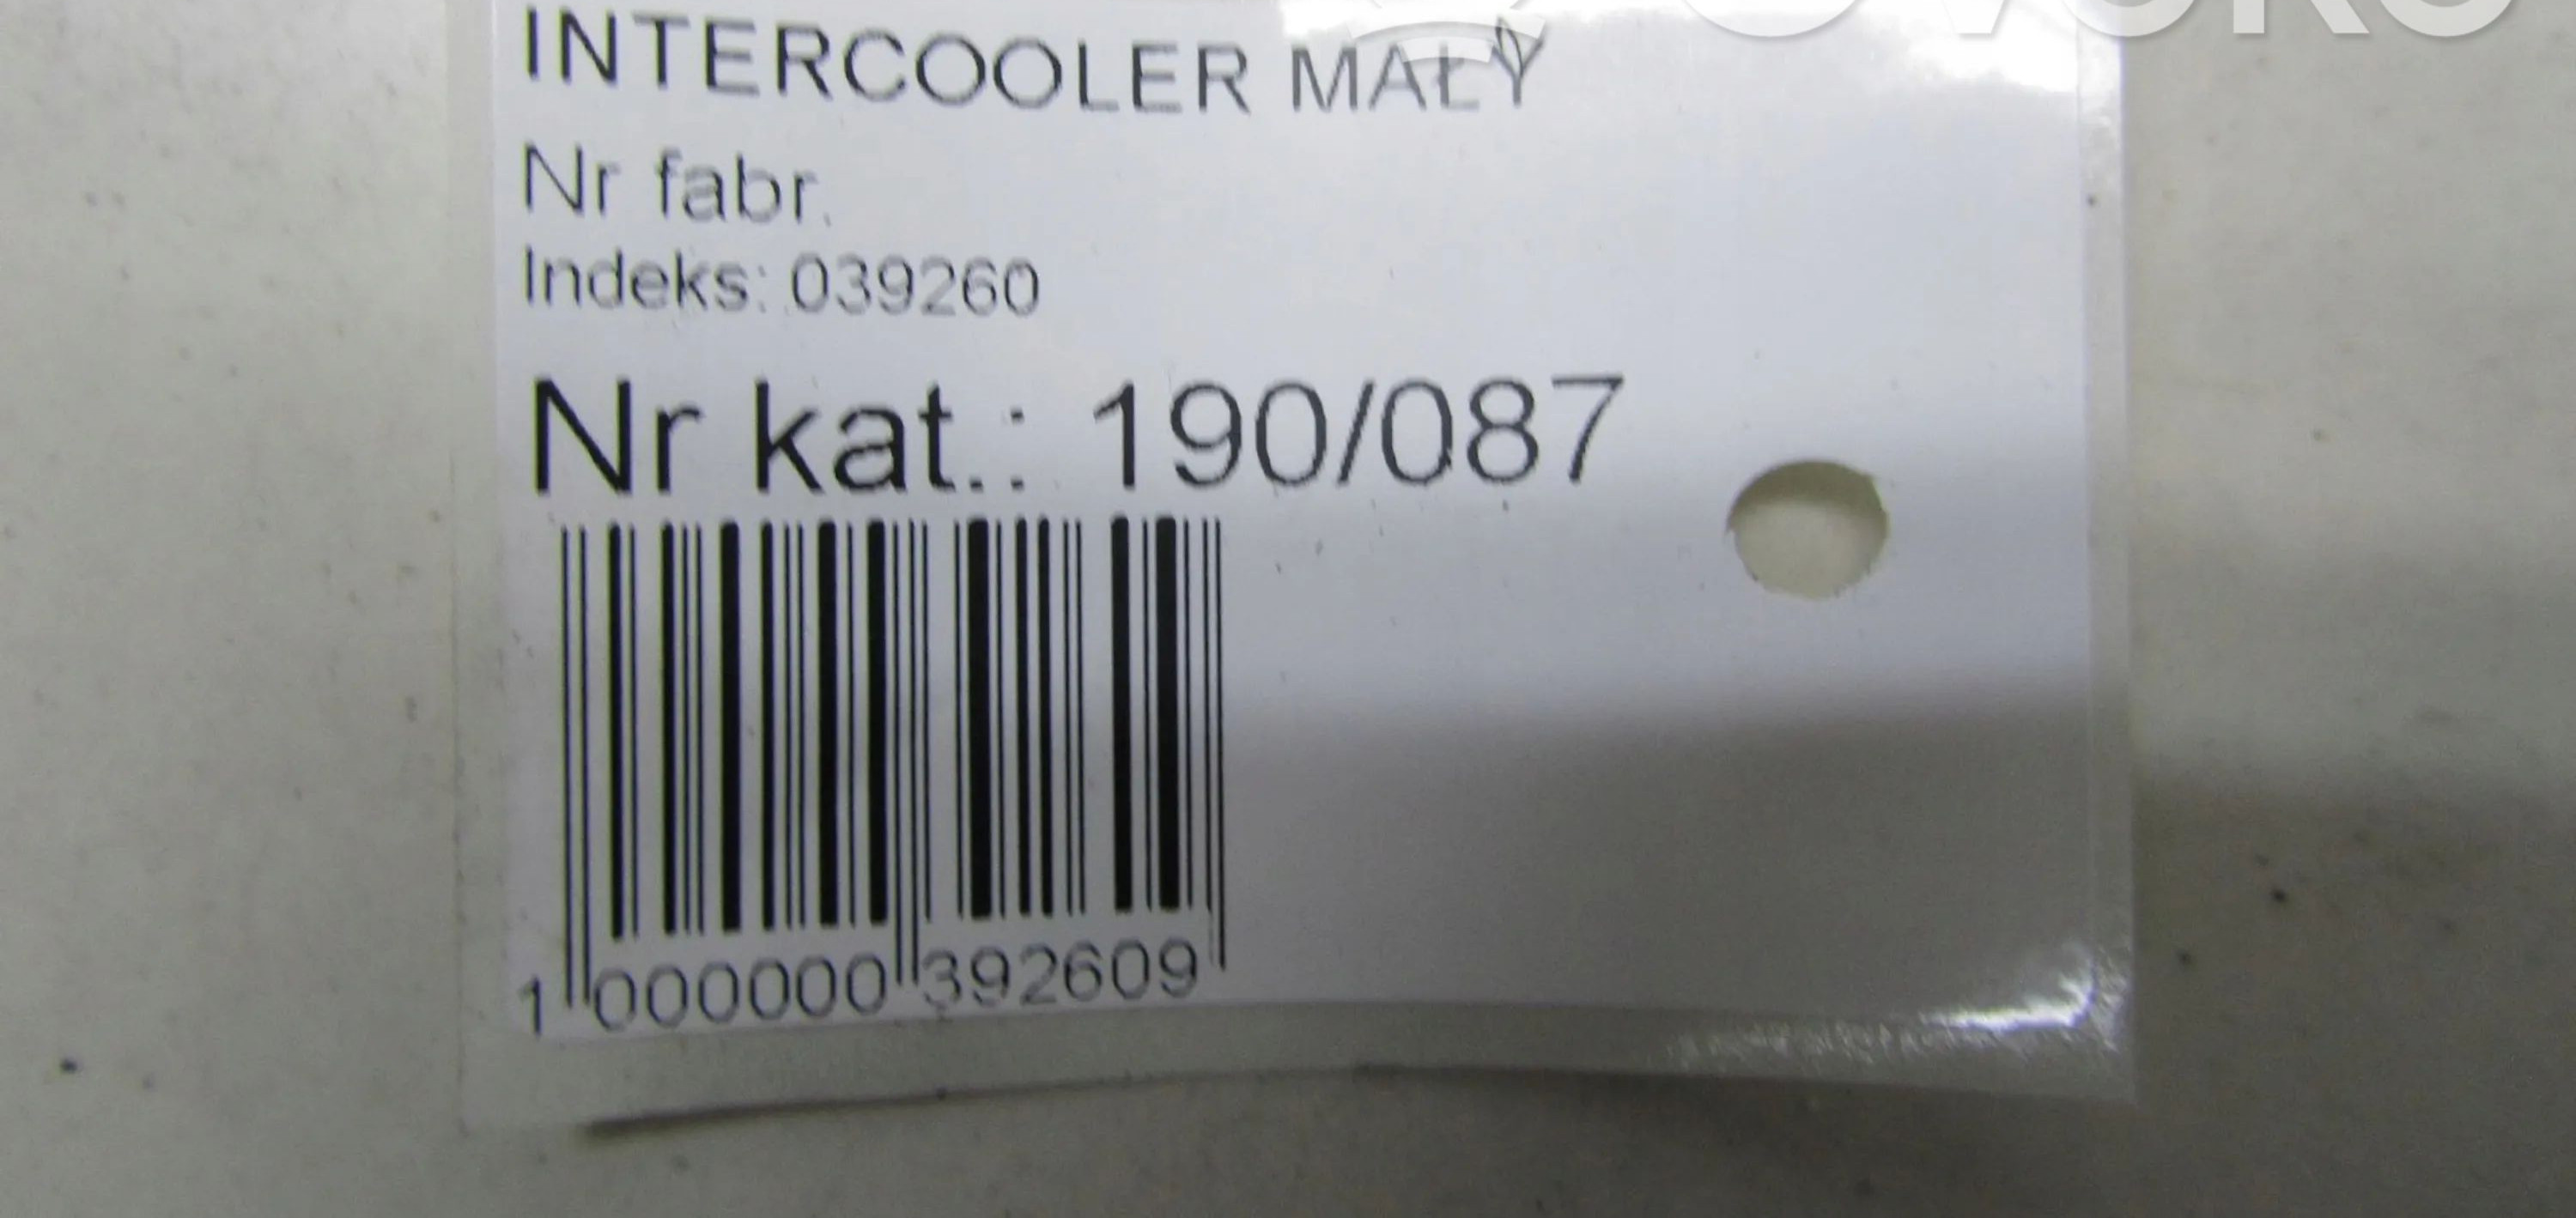 INTERCOOLER MAŁY
Nr fabr.
Indeks: 039260
Nr kat.: 190/087
1 000000 392609